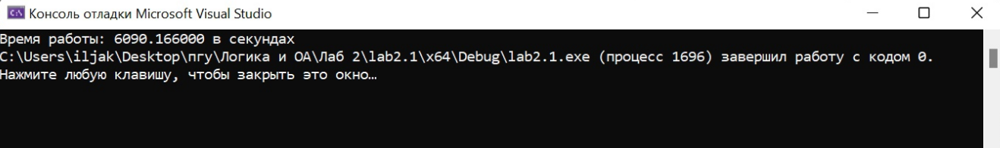 Консоль отладки Microsoft Visual Studio
Время работы: 6090.166000 в секундах
C:\Users\iljak\Desktop\пгу\Логика и ОА\Лаб 2\lab2.1\x64\Debug\lab2.1.exe (процесс 1696) завершил работу с кодом 0.
Нажмите любую клавишу, чтобы закрыть это окно…